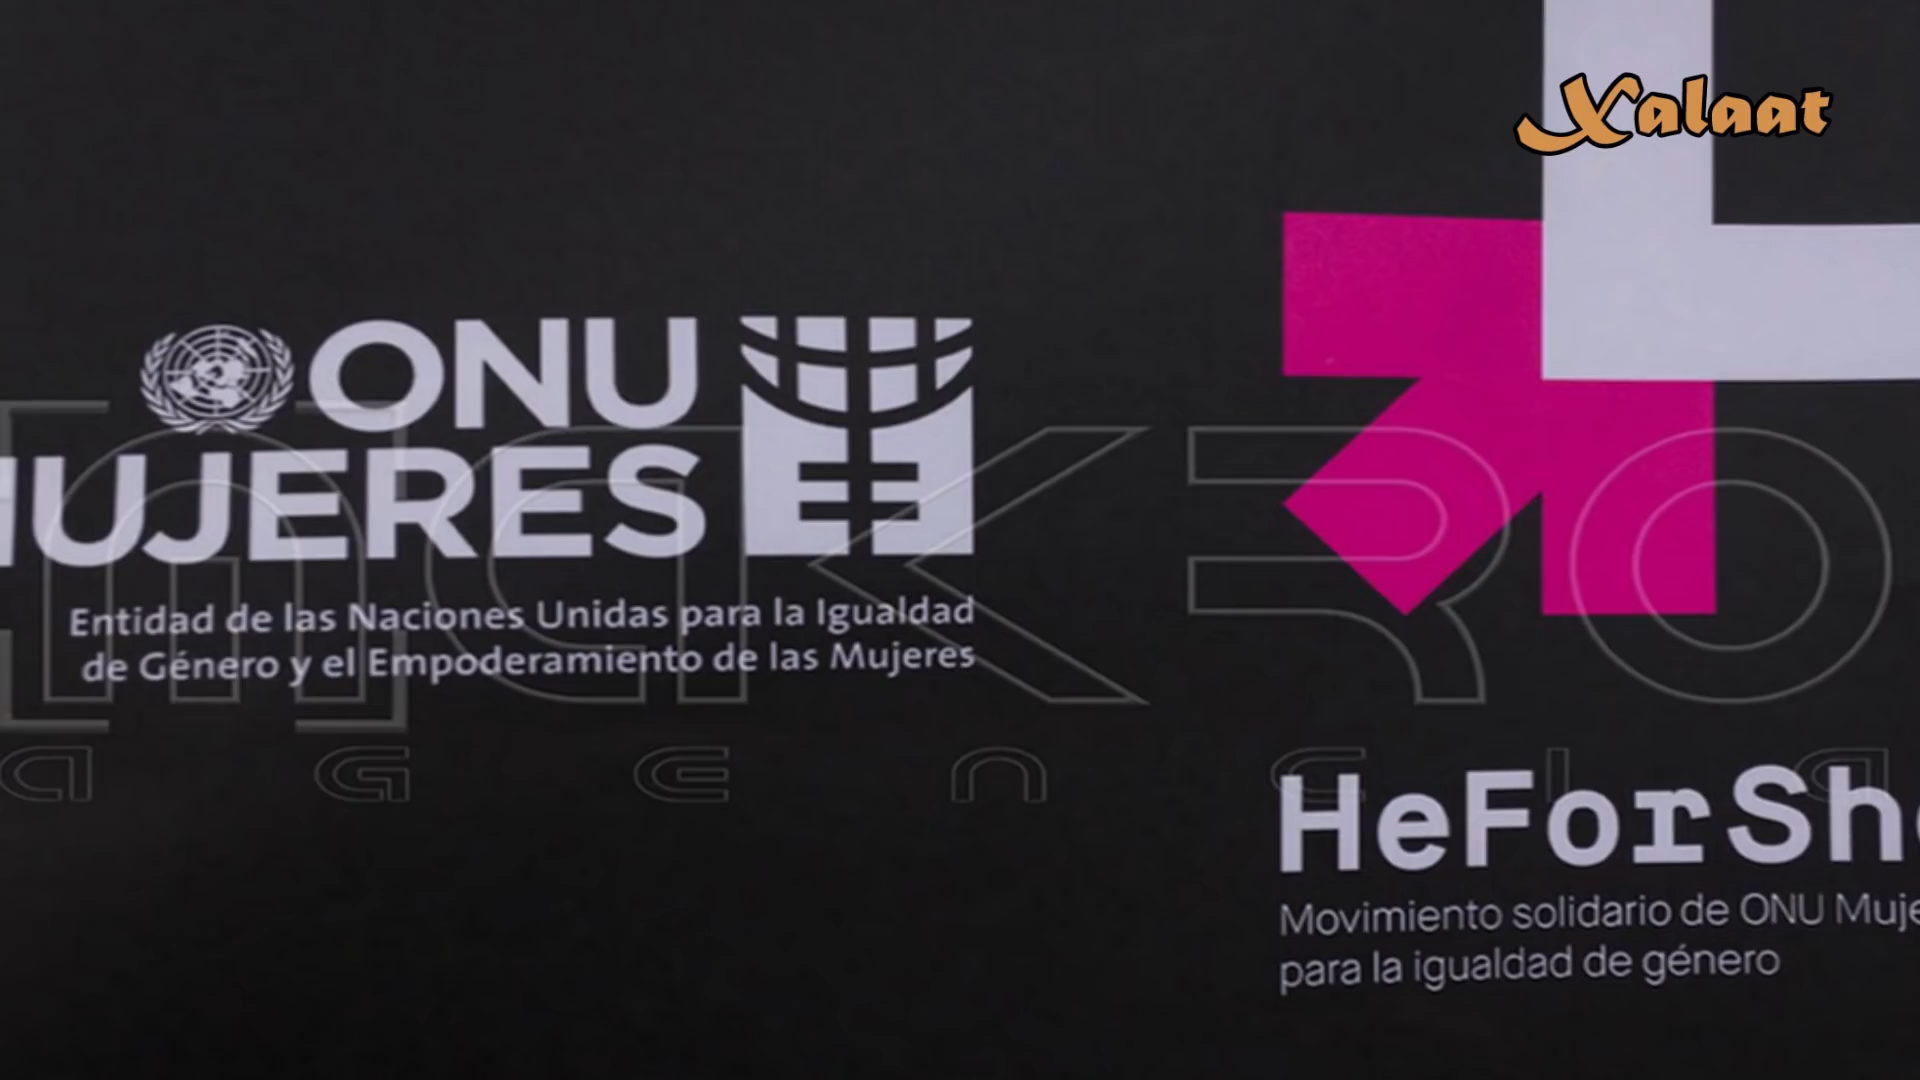 Xalaat
ONU
MUJERES
Entidad de las Naciones Unidas para la Igualdad
de Género y el Empoderamiento de las Mujeres
agencia
HeForShe
Movimiento solidario de ONU
para la igualdad de género